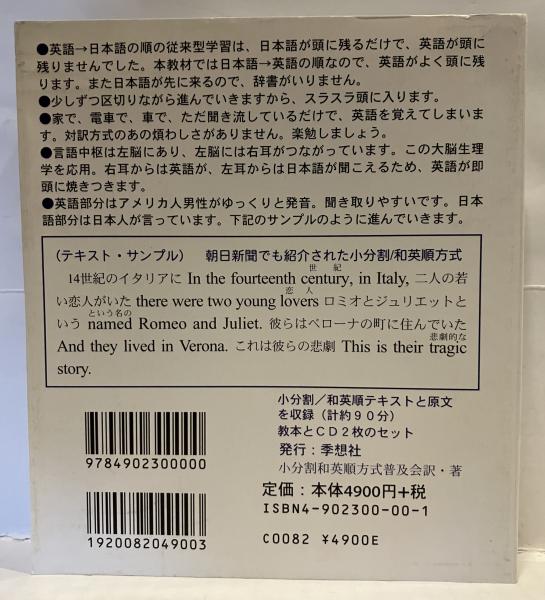 ●英語→日本語の順の従来型学習は、日本語が頭に残るだけで、英語が頭に
残りませんでした。本教材では日本語→英語の順なので、英語がよく頭に残
ります。また日本語が先に来るので、辞書がいりません。
●少しずつ区切りながら進んでいきますから、スラスラ頭に入ります。
●家で、電車で、車で、ただ聞き流しているだけで、英語を覚えてしまいま
す。対訳方式のあの煩わしさがありません。楽勉しましょう。
●言語中枢は左脳にあり、左脳には右耳がつながっています。この大脳生理
学を応用。右耳からは英語が、左耳からは日本語が聞こえるため、英語が即
頭に焼きつきます。
●英語部分はアメリカ人男性がゆっくりと発音。聞き取りやすいです。日本
語部分は日本人が言っています。下記のサンプルのように進んでいきます。
(テキスト・サンプル) 朝日新聞でも紹介された小分割/和英順方式
世紀
14世紀のイタリアに In the fourteenth century, in Italy, 二人の若
恋人
い恋人がいた there were two young lovers ロミオとジュリエットと
という名の
いう named Romeo and Juliet. 彼らはベローナの町に住んでいた
悲劇的な
And they lived in Verona. これは彼らの悲劇 This is their tragic
story.
小分割/和英順テキストと原文
を収録(計約90分)
教本とCD2枚のセット
発行:季想社
小分割和英順方式普及会訳・著
9784902300000
定価:本体4900円+税
ISBN4-902300-00-1
1920082049003
C0082 ¥4900E